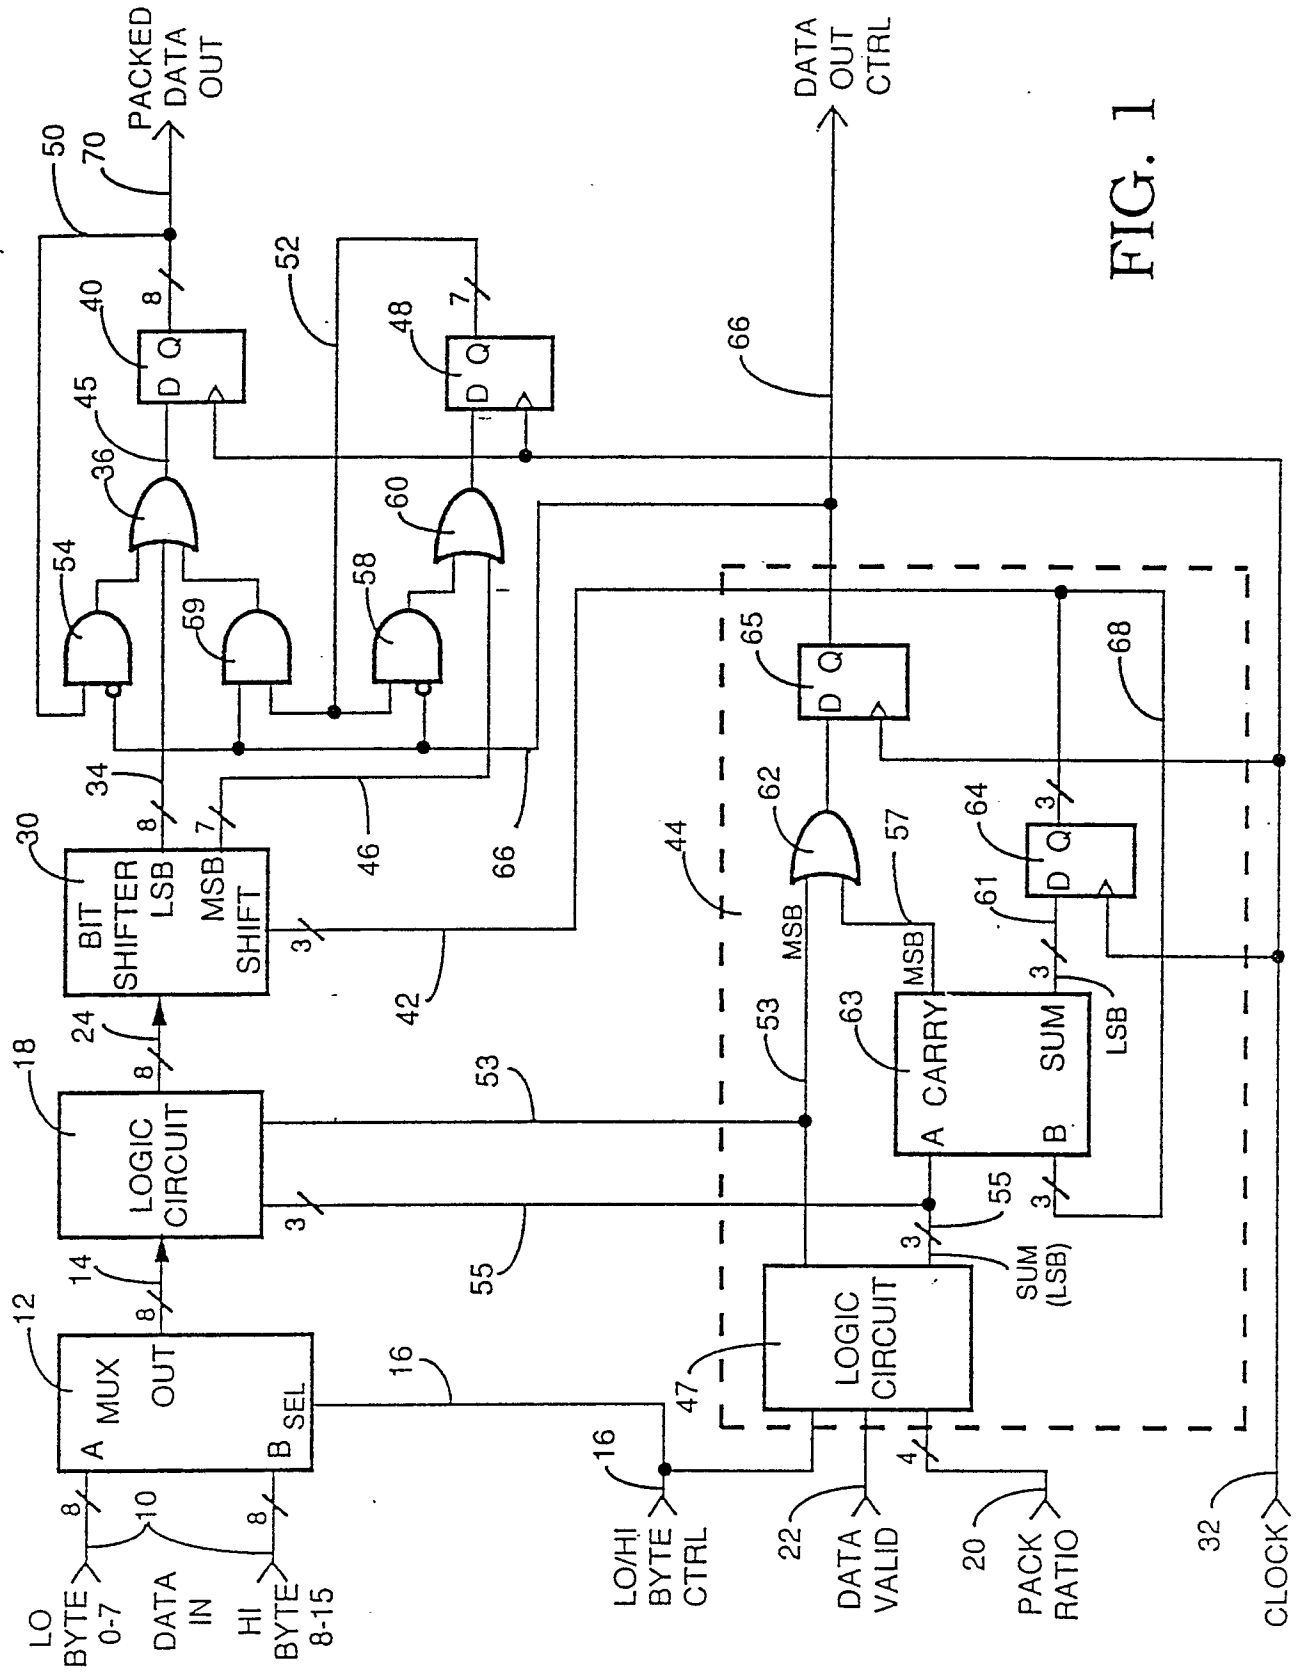 LO
BYTE
0-7
DATA
IN
HI
BYTE
8-15
8
10
8
12
A
MUX
OUT
B
SEL
14
8
16
18
LOGIC
CIRCUIT
24
8
3
55
53
30
BIT
SHIFTER
LSB
MSB
SHIFT
34
8
7
46
66
3
42
54
59
58
36
45
60
40
D Q
8
50
70
PACKED
DATA
OUT
52
48
D Q
7
LO/HI
BYTE
CTRL
16
22
DATA
VALID
20
PACK
RATIO
4
32
CLOCK
44
47
LOGIC
CIRCUIT
53
MSB
3
55
SUM
(LSB)
63
A CARRY
B SUM
3
MSB
57
62
3
61
LSB
64
D Q
3
65
D Q
68
66
DATA
OUT
CTRL
FIG. 1